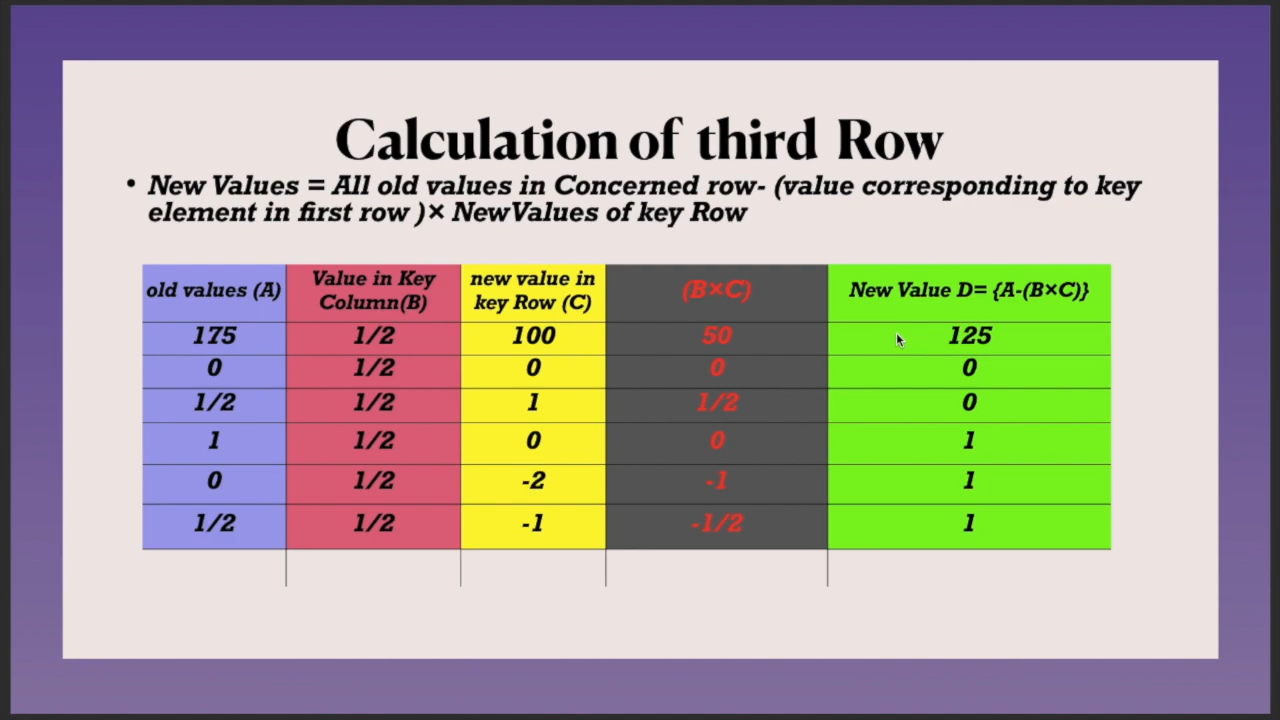 Calculation of third Row
• New Values = All old values in Concerned row- (value corresponding to key
element in first row )× NewValues of key Row
old values (A) Value in Key Column(B) new value in key Row (C) (B×C) New Value D= {A-(B×C)}
175 1/2 100 50 125
0 1/2 0 0 0
1/2 1/2 1 1/2 0
1 1/2 0 0 1
0 1/2 -2 -1 1
1/2 1/2 -1 -1/2 1